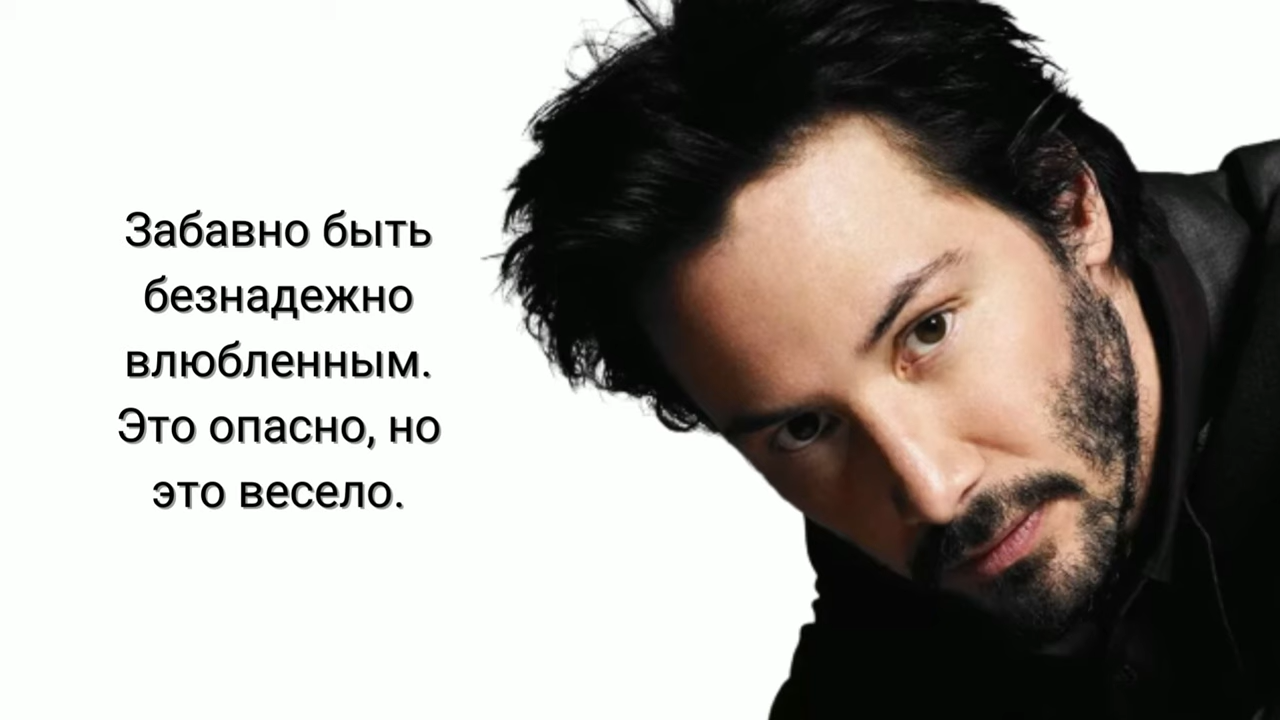 Забавно быть
безнадежно
влюбленным.
Это опасно, но
это весело.